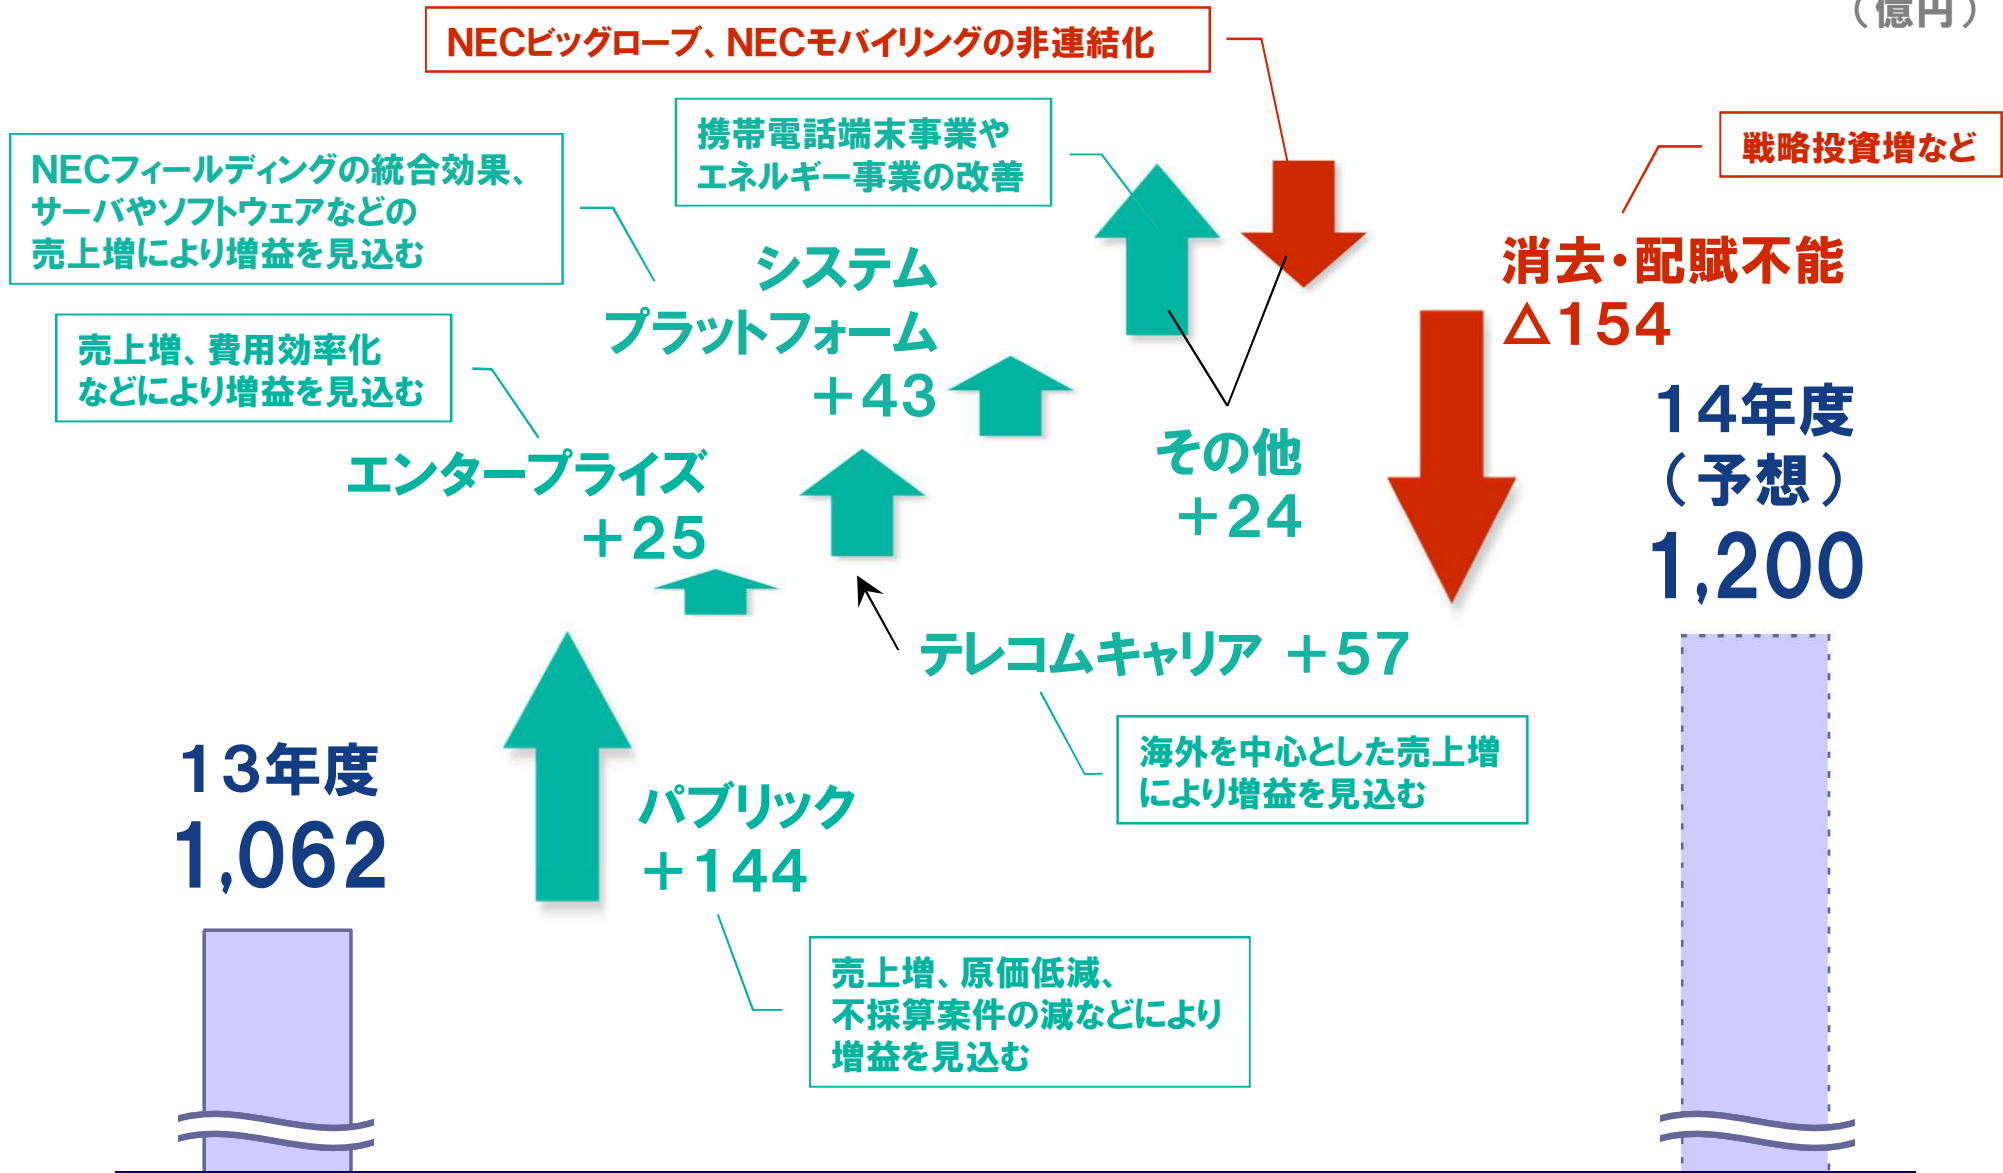 （億円）
NECビッグローブ、NECモバイリングの非連結化
携帯電話端末事業や
エネルギー事業の改善
戦略投資増など
NECフィールディングの統合効果、
サーバやソフトウェアなどの
売上増により増益を見込む
システム
プラットフォーム
＋43
消去・配賦不能
△154
売上増、費用効率化
などにより増益を見込む
エンタープライズ
＋25
その他
＋24
14年度
（予想）
1,200
テレコムキャリア ＋57
海外を中心とした売上増
により増益を見込む
13年度
1,062
パブリック
＋144
売上増、原価低減、
不採算案件の減などにより
増益を見込む